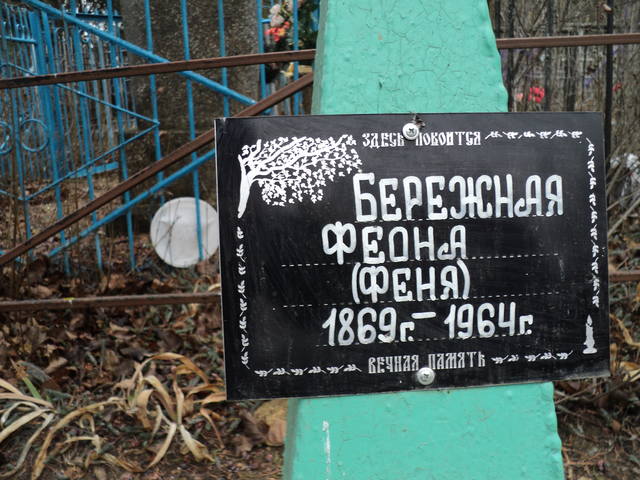 ЗДЕСЬ ПОКОИТСЯ
БЕРЕЖНАЯ
ФЕОНА
(ФЕНЯ)
1869г.-1964г.
ВЕЧНАЯ ПАМЯТЬ